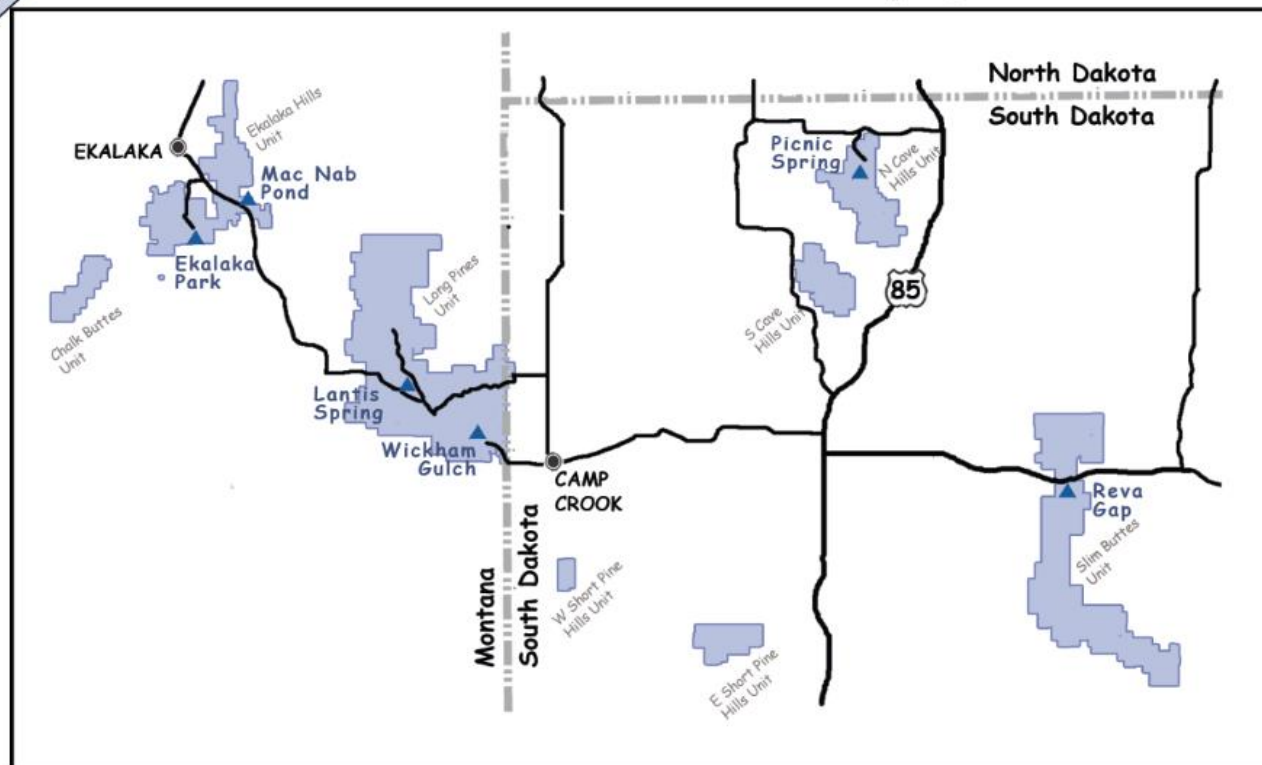 North Dakota
South Dakota
EKALAKA
Ekalaka Hills
Unit
Mac Nab
Pond
Picnic
Spring
N Cave
Hills Unit
Ekalaka
Park
Chalk Buttes
Unit
Long Pines
Unit
85
S Cave
Hills Unit
Lantis
Spring
Wickham
Gulch
CAMP
CROOK
Reva
Gap
Slim Buttes
Unit
Montana
South Dakota
W Short Pine
Hills Unit
E Short Pine
Hills Unit